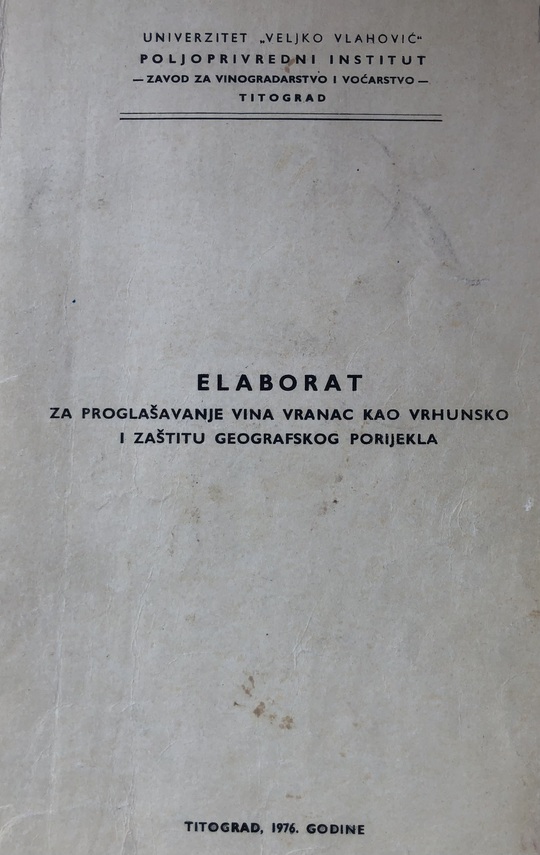 UNIVERZITET „VELJKO VLAHOVIĆ“
POLJOPRIVREDNI INSTITUT
— ZAVOD ZA VINOGRADARSTVO I VOĆARSTVO —
TITOGRAD
ELABORAT
ZA PROGLAŠAVANJE VINA VRANAC KAO VRHUNSKO
I ZAŠTITU GEOGRAFSKOG PORIJEKLA
TITOGRAD, 1976. GODINE